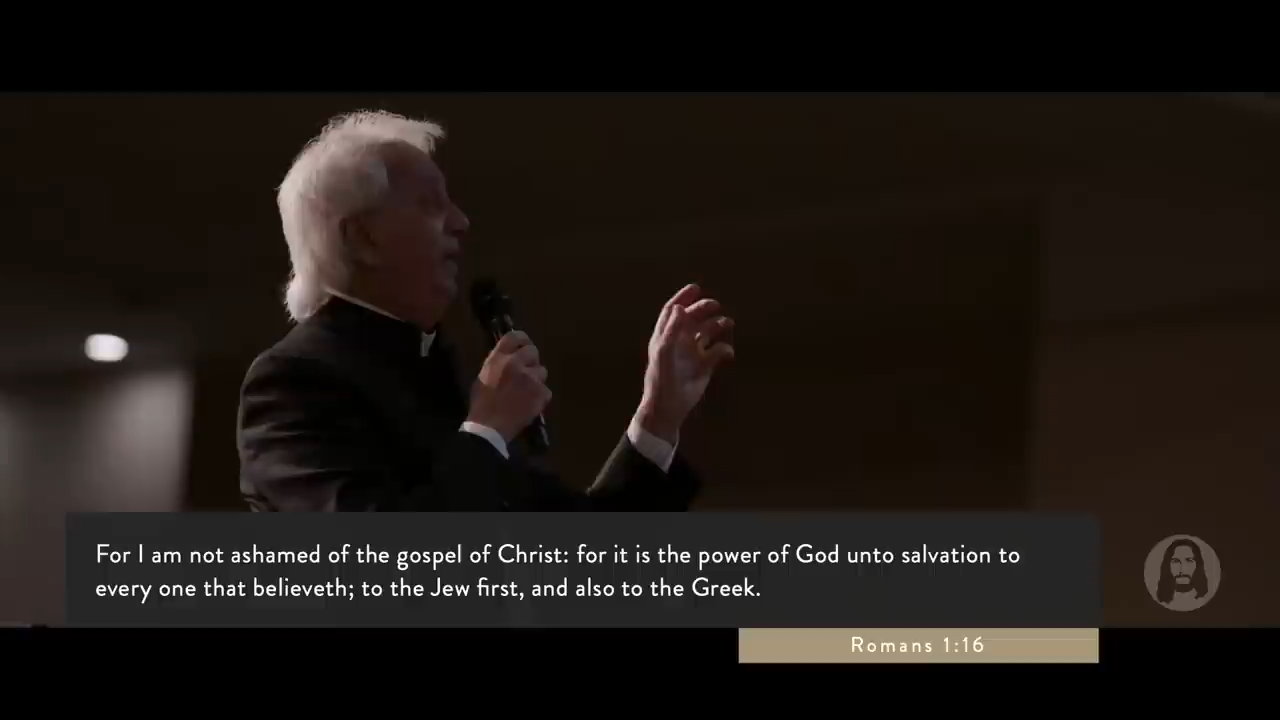 For I am not ashamed of the gospel of Christ: for it is the power of God unto salvation to
every one that believeth; to the Jew first, and also to the Greek.
Romans 1:16